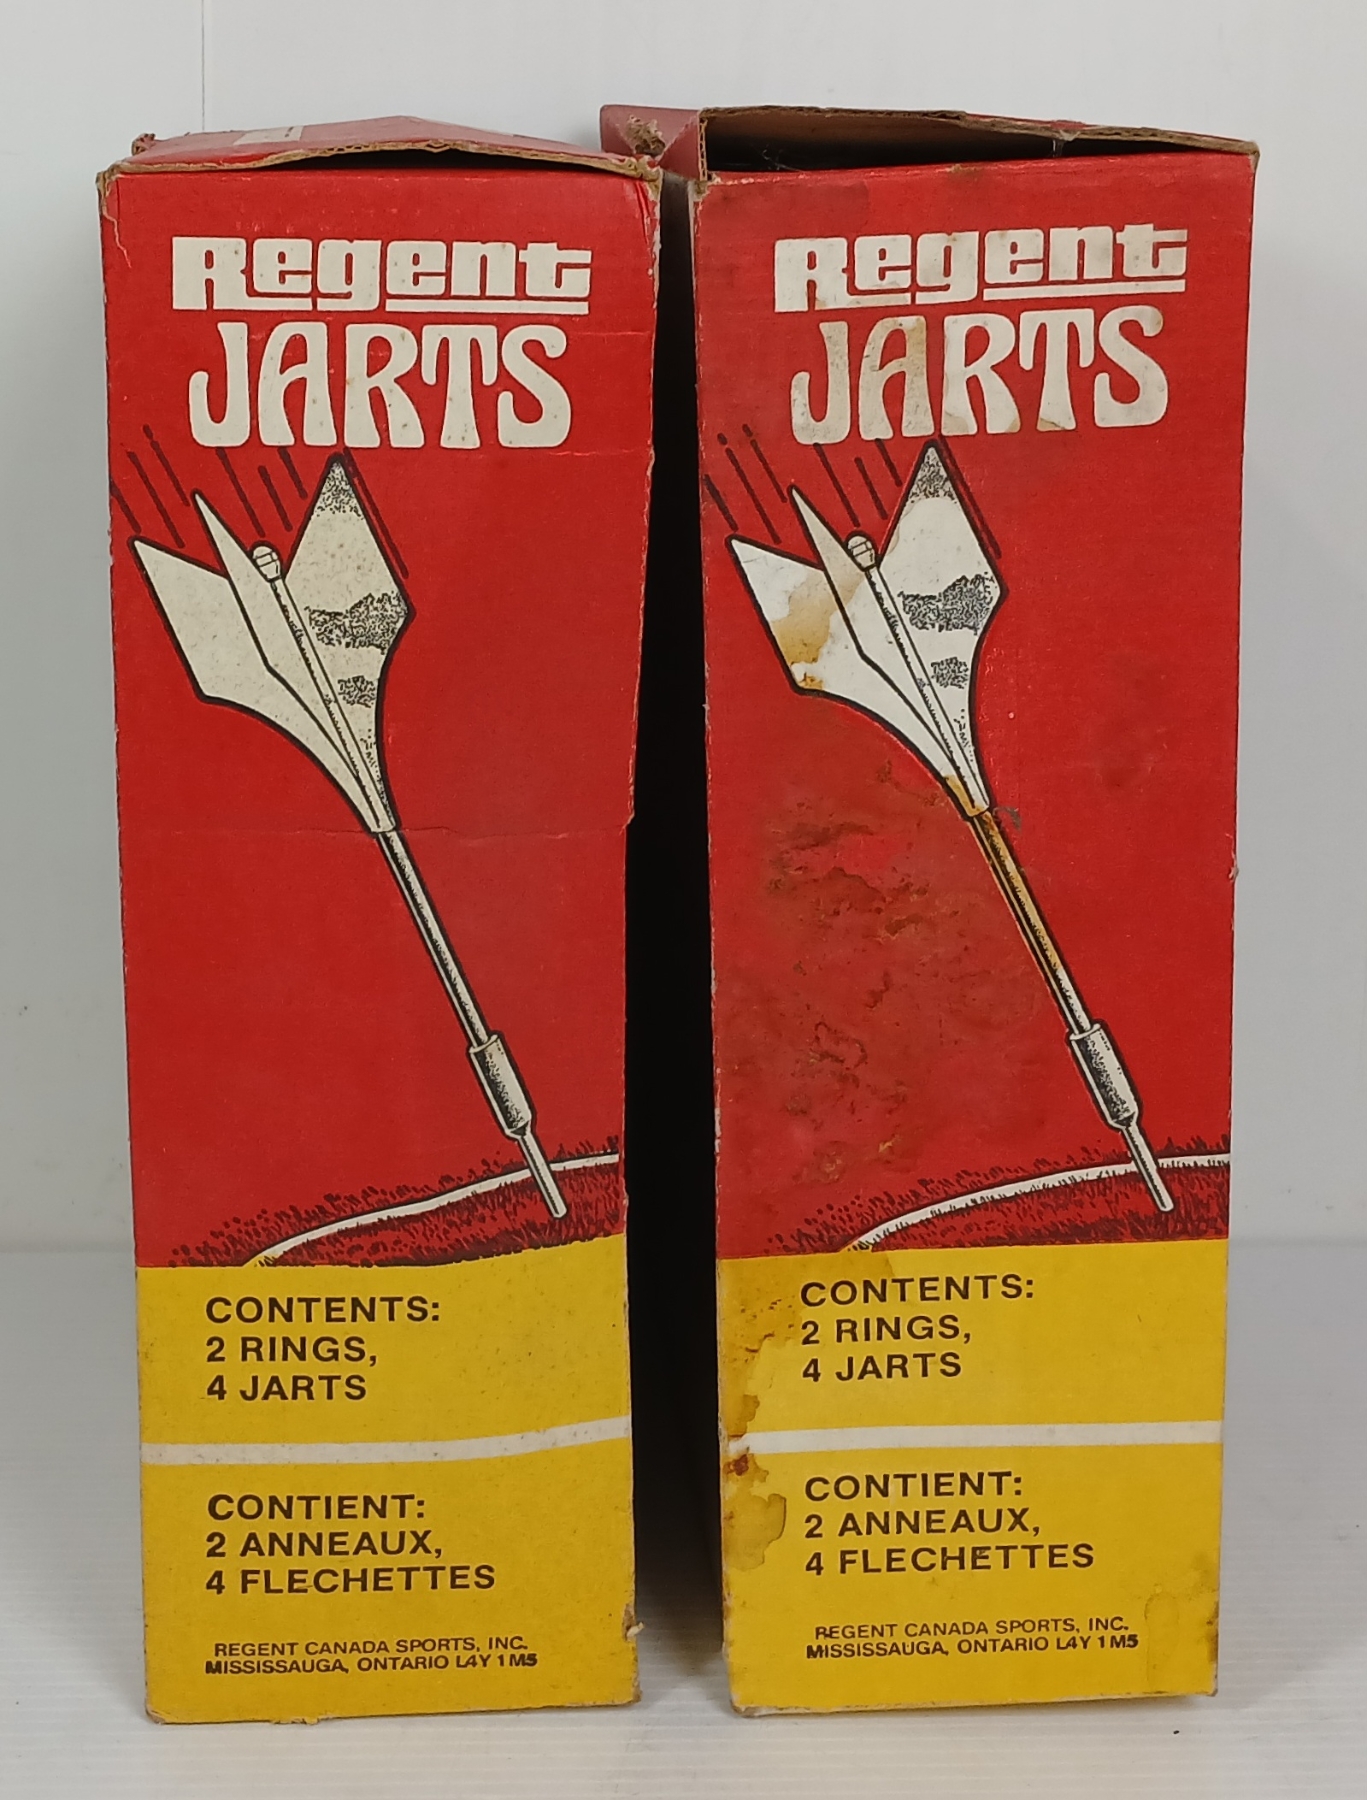 Regent
JARTS
CONTENTS:
2 RINGS,
4 JARTS
CONTIENT:
2 ANNEAUX,
4 FLECHETTES
REGENT CANADA SPORTS, INC.
MISSISSAUGA, ONTARIO L4Y 1M5
Regent
JARTS
CONTENTS:
2 RINGS,
4 JARTS
CONTIENT:
2 ANNEAUX,
4 FLECHETTES
REGENT CANADA SPORTS, INC.
MISSISSAUGA, ONTARIO L4Y 1M5